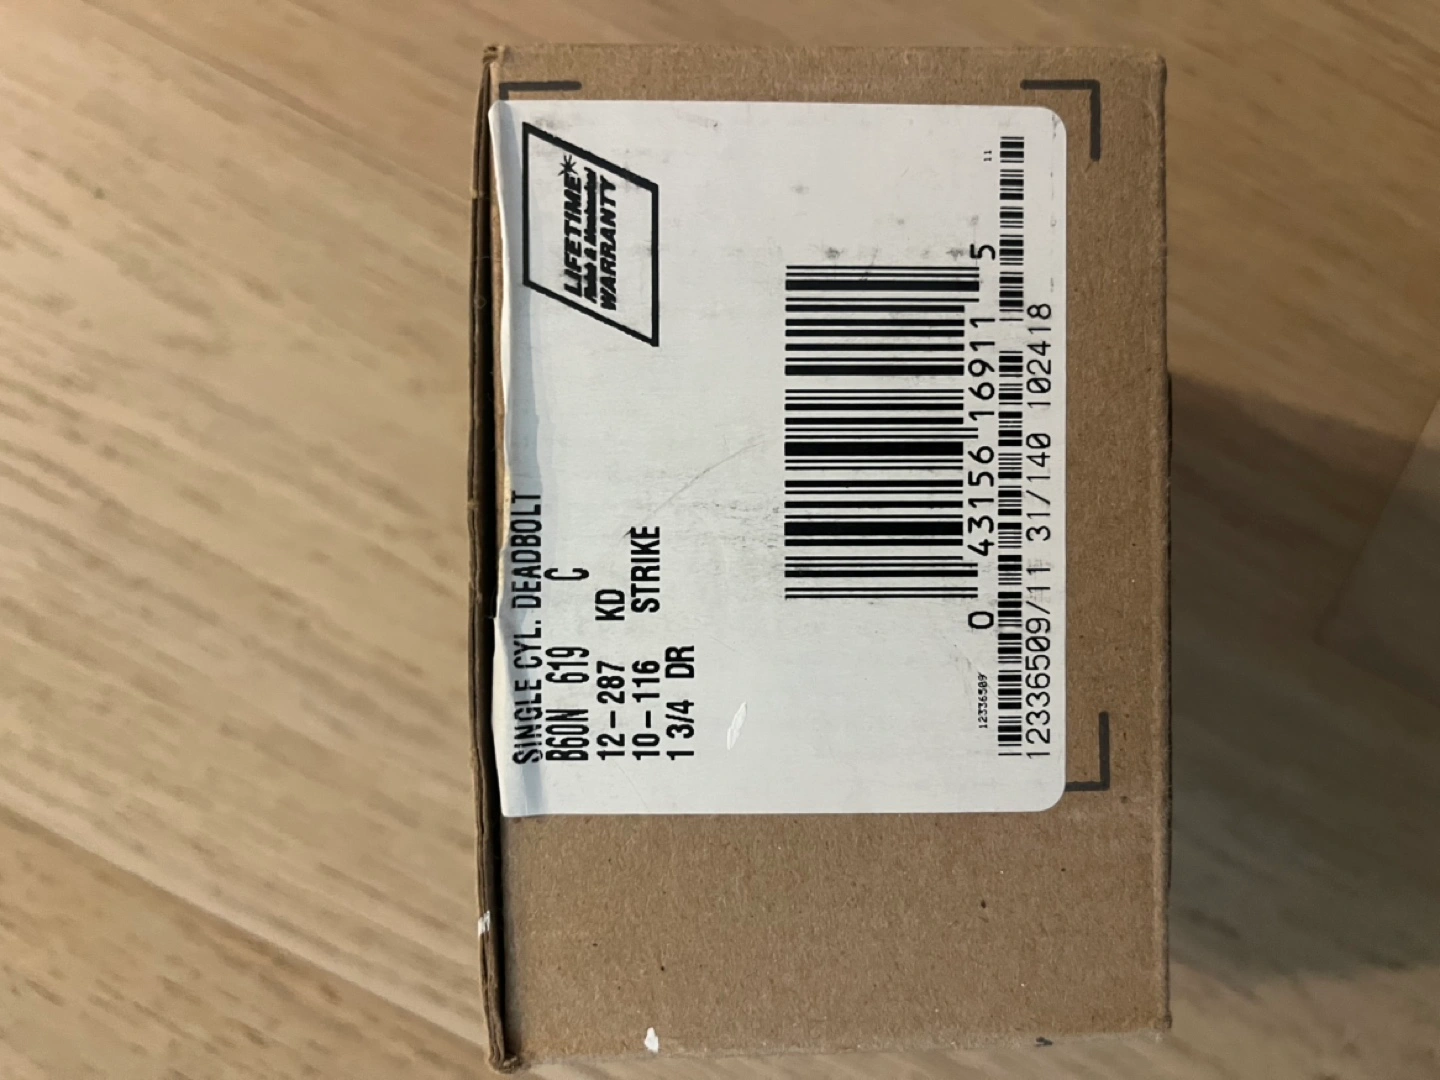 SINGLE CYL. DEADBOLT
B60N 619 C
12-287 KD
10-116 STRIKE
1 3/4 DR
LIFETIME
WARRANTY
0 43156 16911 5
12336509
11
12336509/11 31/140 102418